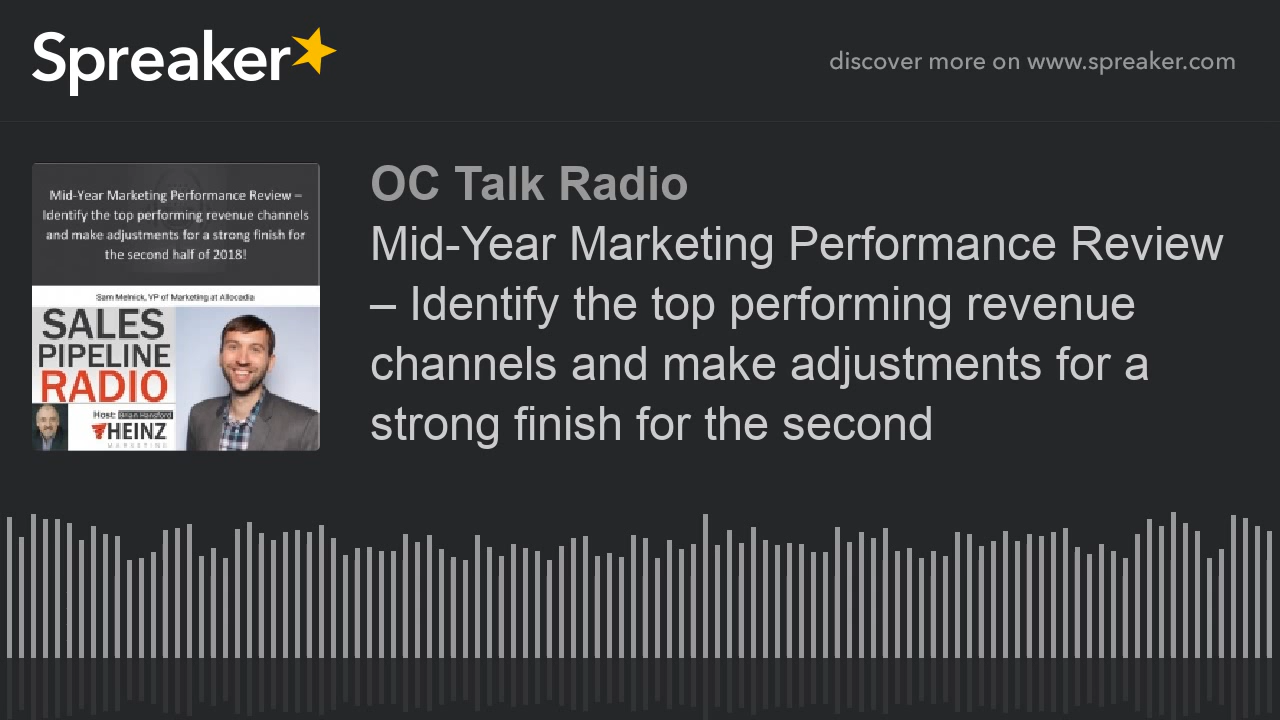 Spreaker
discover more on www.spreaker.com
Mid-Year Marketing Performance Review –
Identify the top performing revenue channels
and make adjustments for a strong finish for
the second half of 2018!
Sam Melnick, VP of Marketing at Allocadia
SALES
PIPELINE
RADIO
Host: Brian Hansford
HEINZ
MARKETING
OC Talk Radio
Mid-Year Marketing Performance Review
– Identify the top performing revenue
channels and make adjustments for a
strong finish for the second